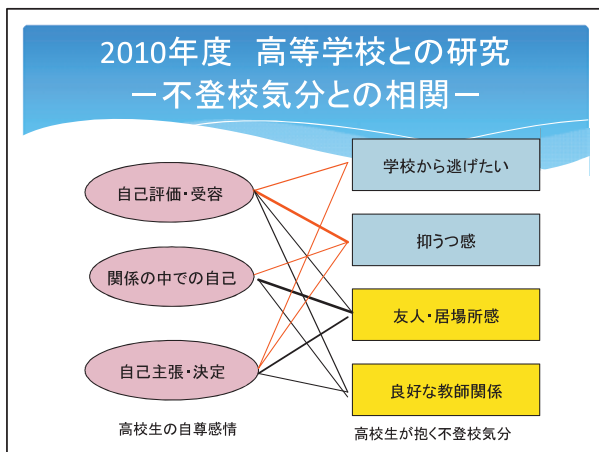 2010年度 高等学校との研究
－不登校気分との相関－
自己評価・受容
関係の中での自己
自己主張・決定
高校生の自尊感情
学校から逃げたい
抑うつ感
友人・居場所感
良好な教師関係
高校生が抱く不登校気分